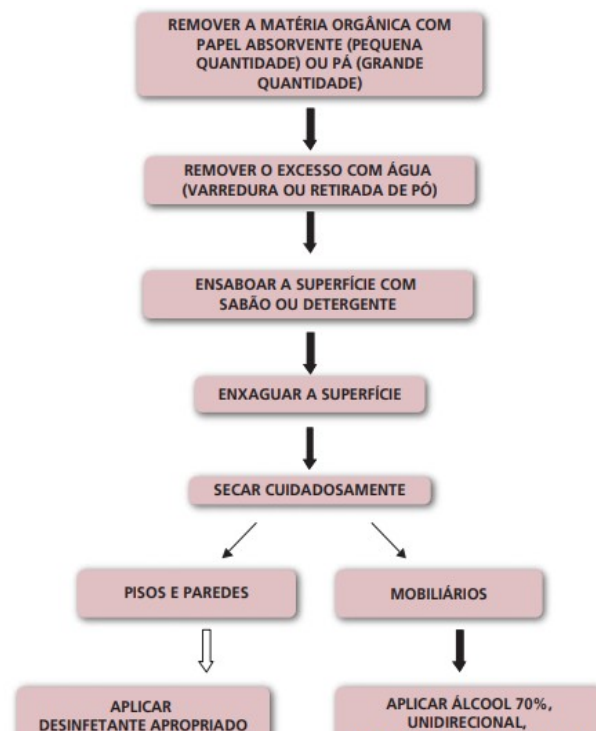 REMOVER A MATÉRIA ORGÂNICA COM
PAPEL ABSORVENTE (PEQUENA
QUANTIDADE) OU PÁ (GRANDE
QUANTIDADE)
REMOVER O EXCESSO COM ÁGUA
(VARREDURA OU RETIRADA DE PÓ)
ENSABOAR A SUPERFÍCIE COM
SABÃO OU DETERGENTE
ENXAGUAR A SUPERFÍCIE
SECAR CUIDADOSAMENTE
PISOS E PAREDES
MOBILIÁRIOS
APLICAR
DESINFETANTE APROPRIADO
APLICAR ÁLCOOL 70%,
UNIDIRECIONAL,